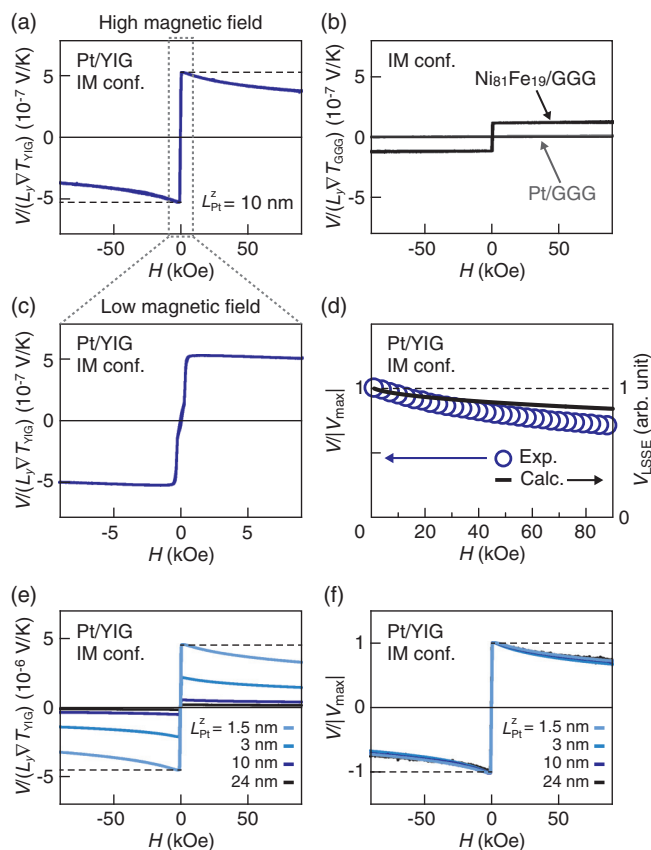 High magnetic field
(a)
Pt/YIG
IM conf.
L^z_Pt = 10 nm
5
0
-5
V/(L_y∇T_YIG) (10^-7 V/K)
-50 0 50
H (kOe)
(b)
IM conf.
Ni81Fe19/GGG
Pt/GGG
5
0
-5
V/(L_y∇T_GGG) (10^-7 V/K)
-50 0 50
H (kOe)
Low magnetic field
(c)
Pt/YIG
IM conf.
5
0
-5
V/(L_y∇T_YIG) (10^-7 V/K)
-5 0 5
H (kOe)
(d)
Pt/YIG
IM conf.
Exp.
Calc.
1
0
V/|V_max|
1
0
V_LSSE (arb. unit)
0 20 40 60 80
H (kOe)
(e)
Pt/YIG
IM conf.
L^z_Pt = 1.5 nm
3 nm
10 nm
24 nm
5
0
-5
V/(L_y∇T_YIG) (10^-6 V/K)
-50 0 50
H (kOe)
(f)
Pt/YIG
IM conf.
L^z_Pt = 1.5 nm
3 nm
10 nm
24 nm
1
0
-1
V/|V_max|
-50 0 50
H (kOe)